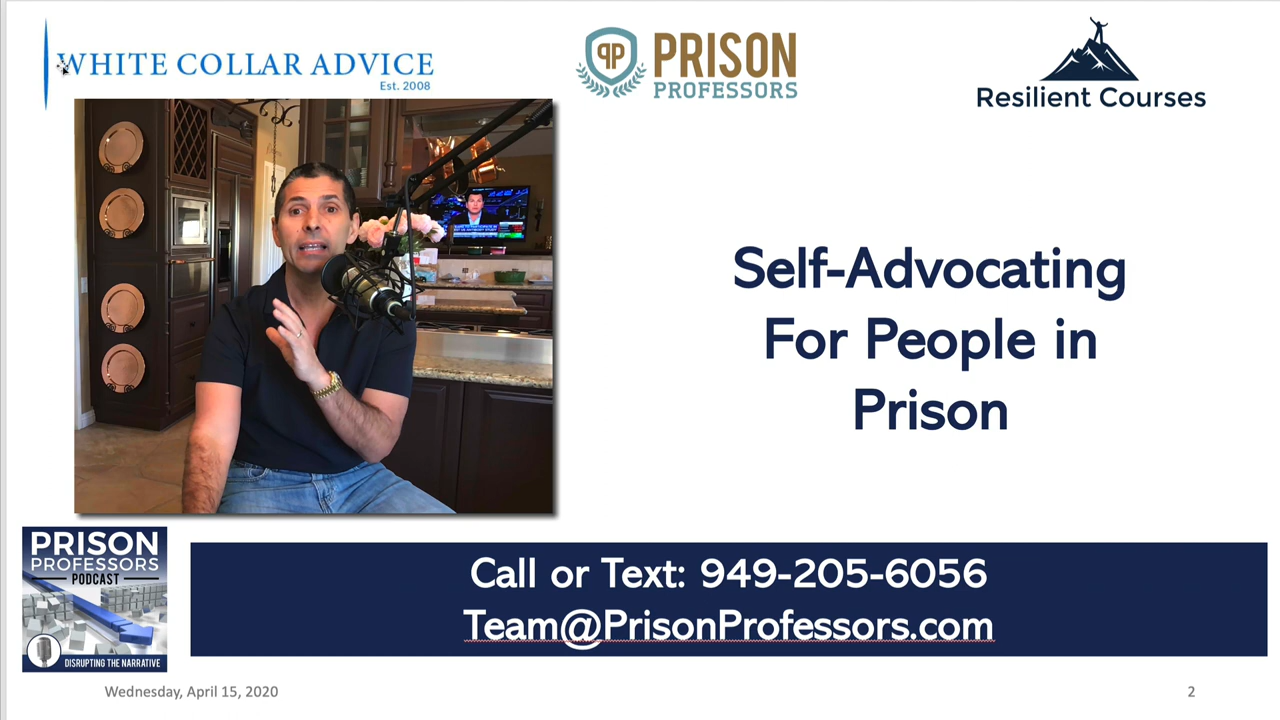 WHITE COLLAR ADVICE
Est. 2008
PRISON
PROFESSORS
Resilient Courses
Self-Advocating
For People in
Prison
PRISON
PROFESSORS
PODCAST
DISRUPTING THE NARRATIVE
Call or Text: 949-205-6056
Team@PrisonProfessors.com
Wednesday, April 15, 2020
2